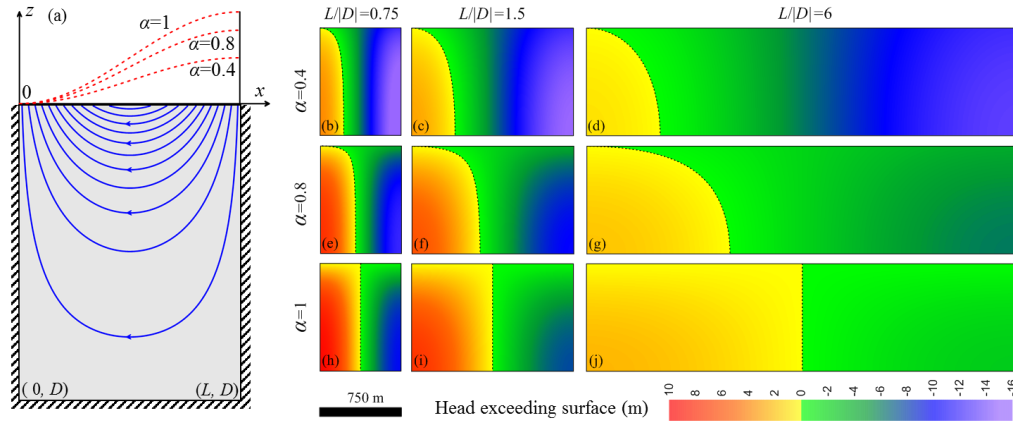 z
(a)
α=1
α=0.8
α=0.4
0
x
( 0, D)
(L, D)
L/|D|=0.75
L/|D|=1.5
L/|D|=6
α=0.4
(b)
(c)
(d)
α=0.8
(e)
(f)
(g)
α=1
(h)
(i)
(j)
750 m
Head exceeding surface (m)
10 8 6 4 2 0 -2 -4 -6 -8 -10 -12 -14 -16